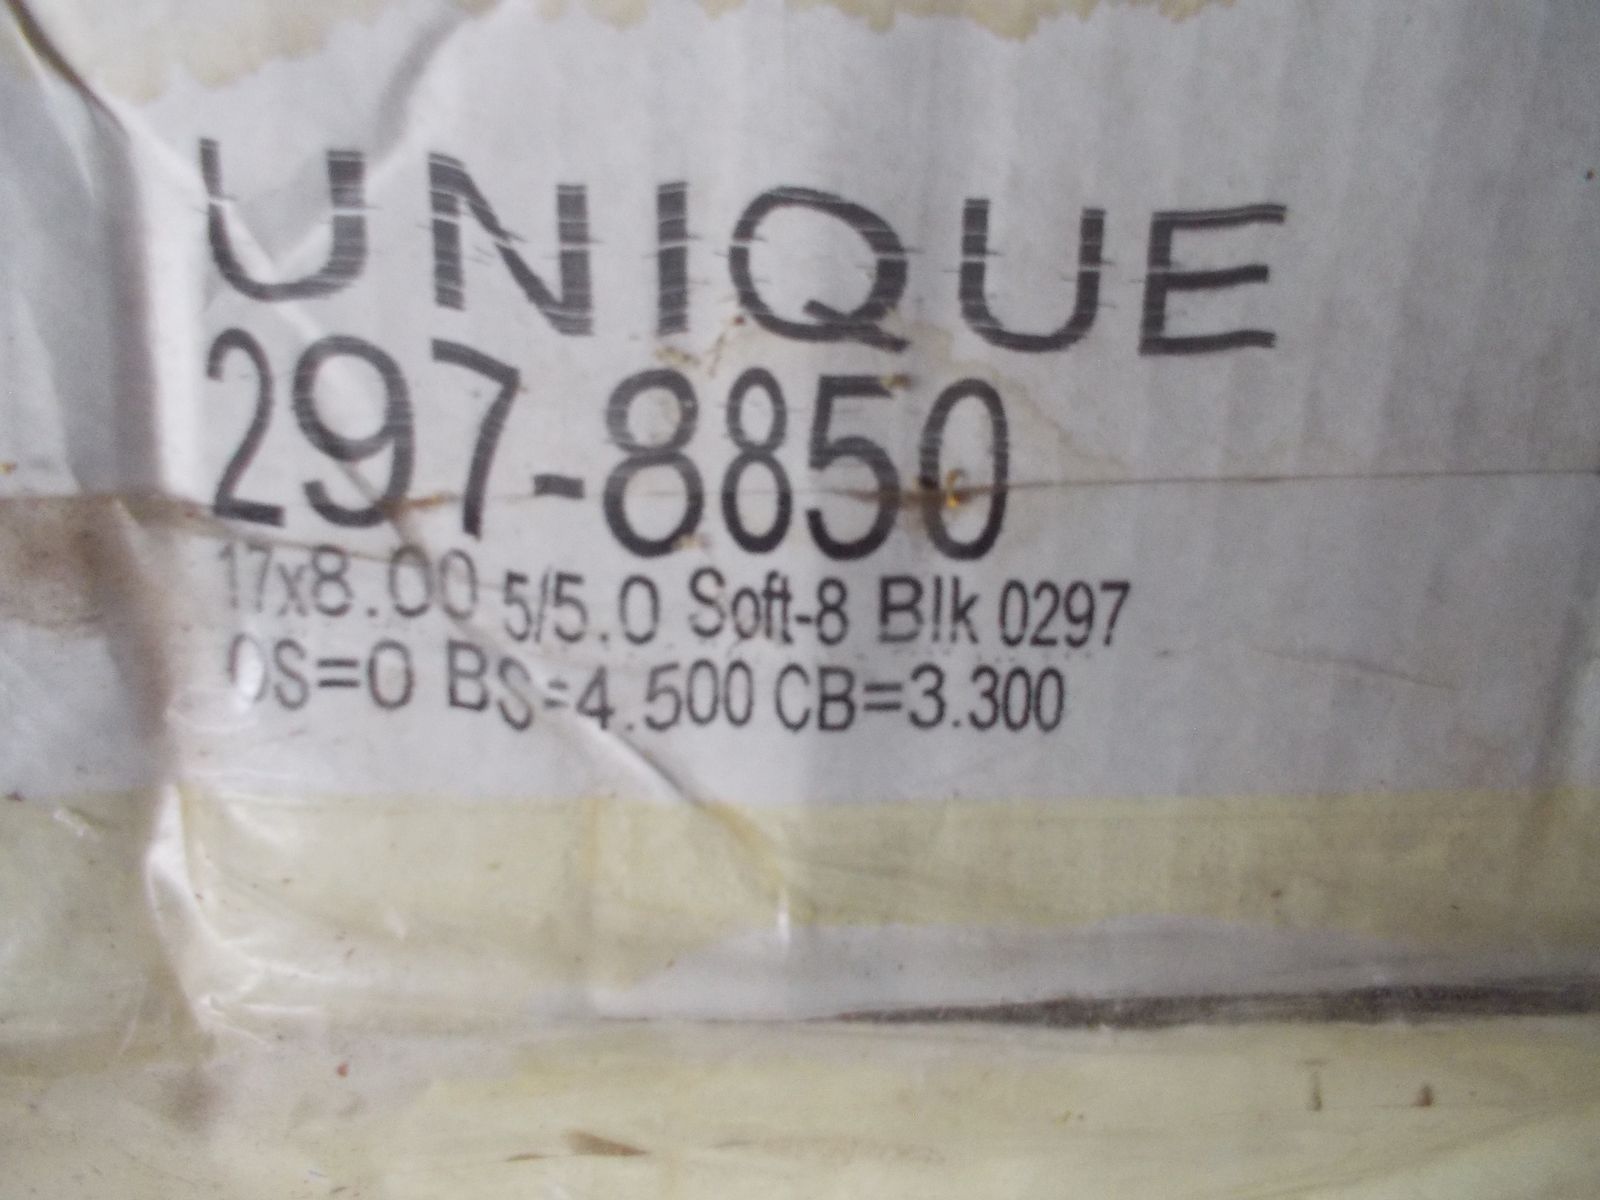 UNIQUE
297-8850
17x8.00 5/5.0 Soft-8 Blk 0297
OS=0 BS=4.500 CB=3.300